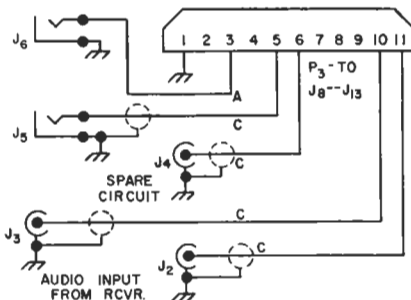 1 2 3 4 5 6 7 8 9 10 11
J6
P3 - TO
J8--J13
A
J5
C
J4
C
SPARE
CIRCUIT
C
J3
J2
C
AUDIO INPUT
FROM RCVR.